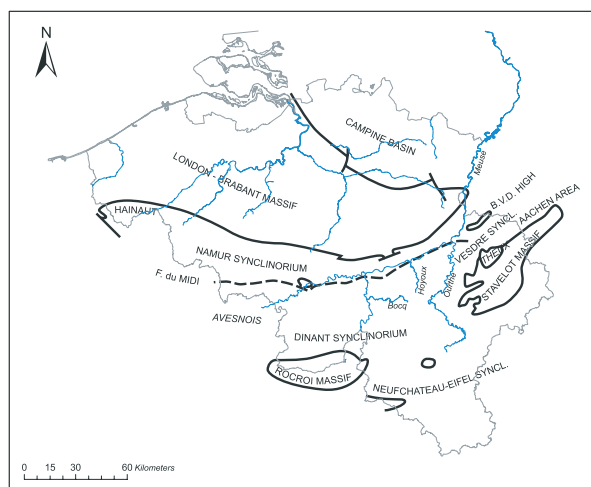 N
CAMPINE BASIN
Meuse
LONDON - BRABANT MASSIF
B.V.D. HIGH
HAINAUT
VESDRE SYNCL.
AACHEN AREA
NAMUR SYNCLINORIUM
THEUX
F. du MIDI
STAVELOT MASSIF
Hoyoux
Ourthe
Bocq
AVESNOIS
DINANT SYNCLINORIUM
ROCROI MASSIF
NEUFCHATEAU-EIFEL SYNCL.
0 15 30 60 Kilometers